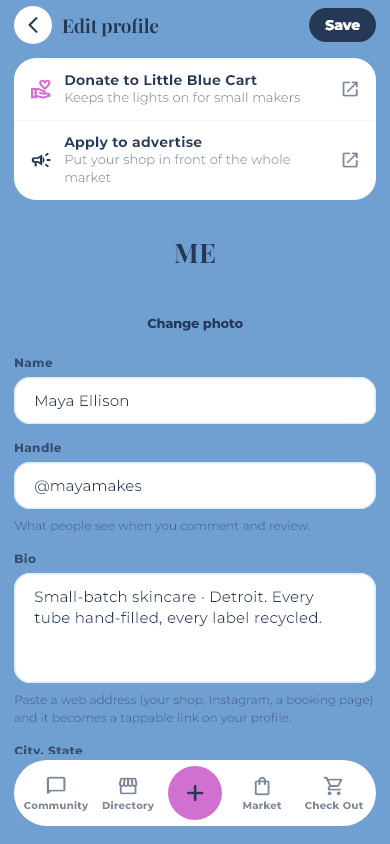 Edit profile
Save
Donate to Little Blue Cart
Keeps the lights on for small makers
Apply to advertise
Put your shop in front of the whole
market
ME
Change photo
Name
Maya Ellison
Handle
@mayamakes
What people see when you comment and review.
Bio
Small-batch skincare · Detroit. Every
tube hand-filled, every label recycled.
Paste a web address (your shop, Instagram, a booking page)
and it becomes a tappable link on your profile.
City, State
Community
Directory
Market
Check Out